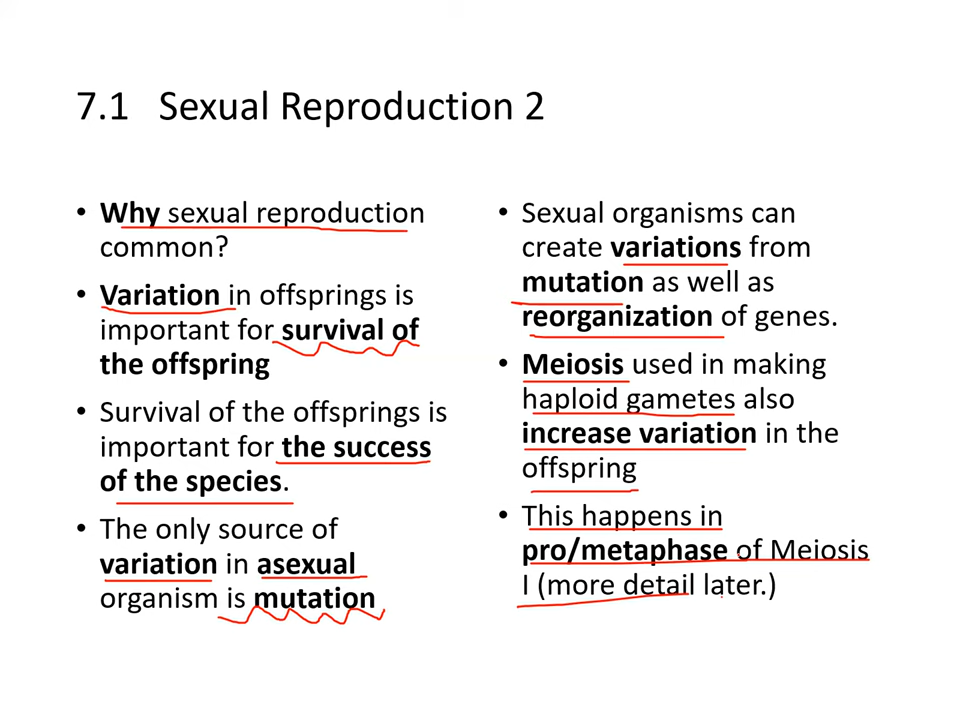 7.1 Sexual Reproduction 2
• Why sexual reproduction
common?
• Variation in offsprings is
important for survival of
the offspring
• Survival of the offsprings is
important for the success
of the species.
• The only source of
variation in asexual
organism is mutation
• Sexual organisms can
create variations from
mutation as well as
reorganization of genes.
• Meiosis used in making
haploid gametes also
increase variation in the
offspring
• This happens in
pro/metaphase of Meiosis
I (more detail later.)